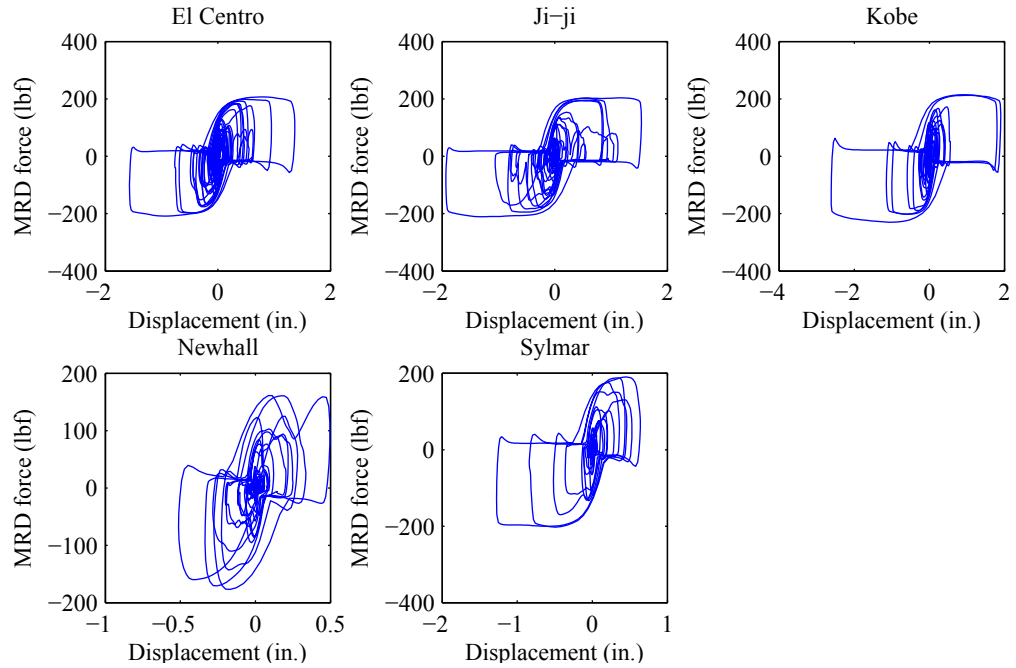 El Centro
400
200
0
−200
−400
MRD force (lbf)
−2
0
2
Displacement (in.)
Ji−ji
400
200
0
−200
−400
MRD force (lbf)
−2
0
2
Displacement (in.)
Kobe
400
200
0
−200
−400
MRD force (lbf)
−4
−2
0
2
Displacement (in.)
Newhall
200
100
0
−100
−200
MRD force (lbf)
−1
−0.5
0
0.5
Displacement (in.)
Sylmar
200
0
−200
−400
MRD force (lbf)
−2
−1
0
1
Displacement (in.)